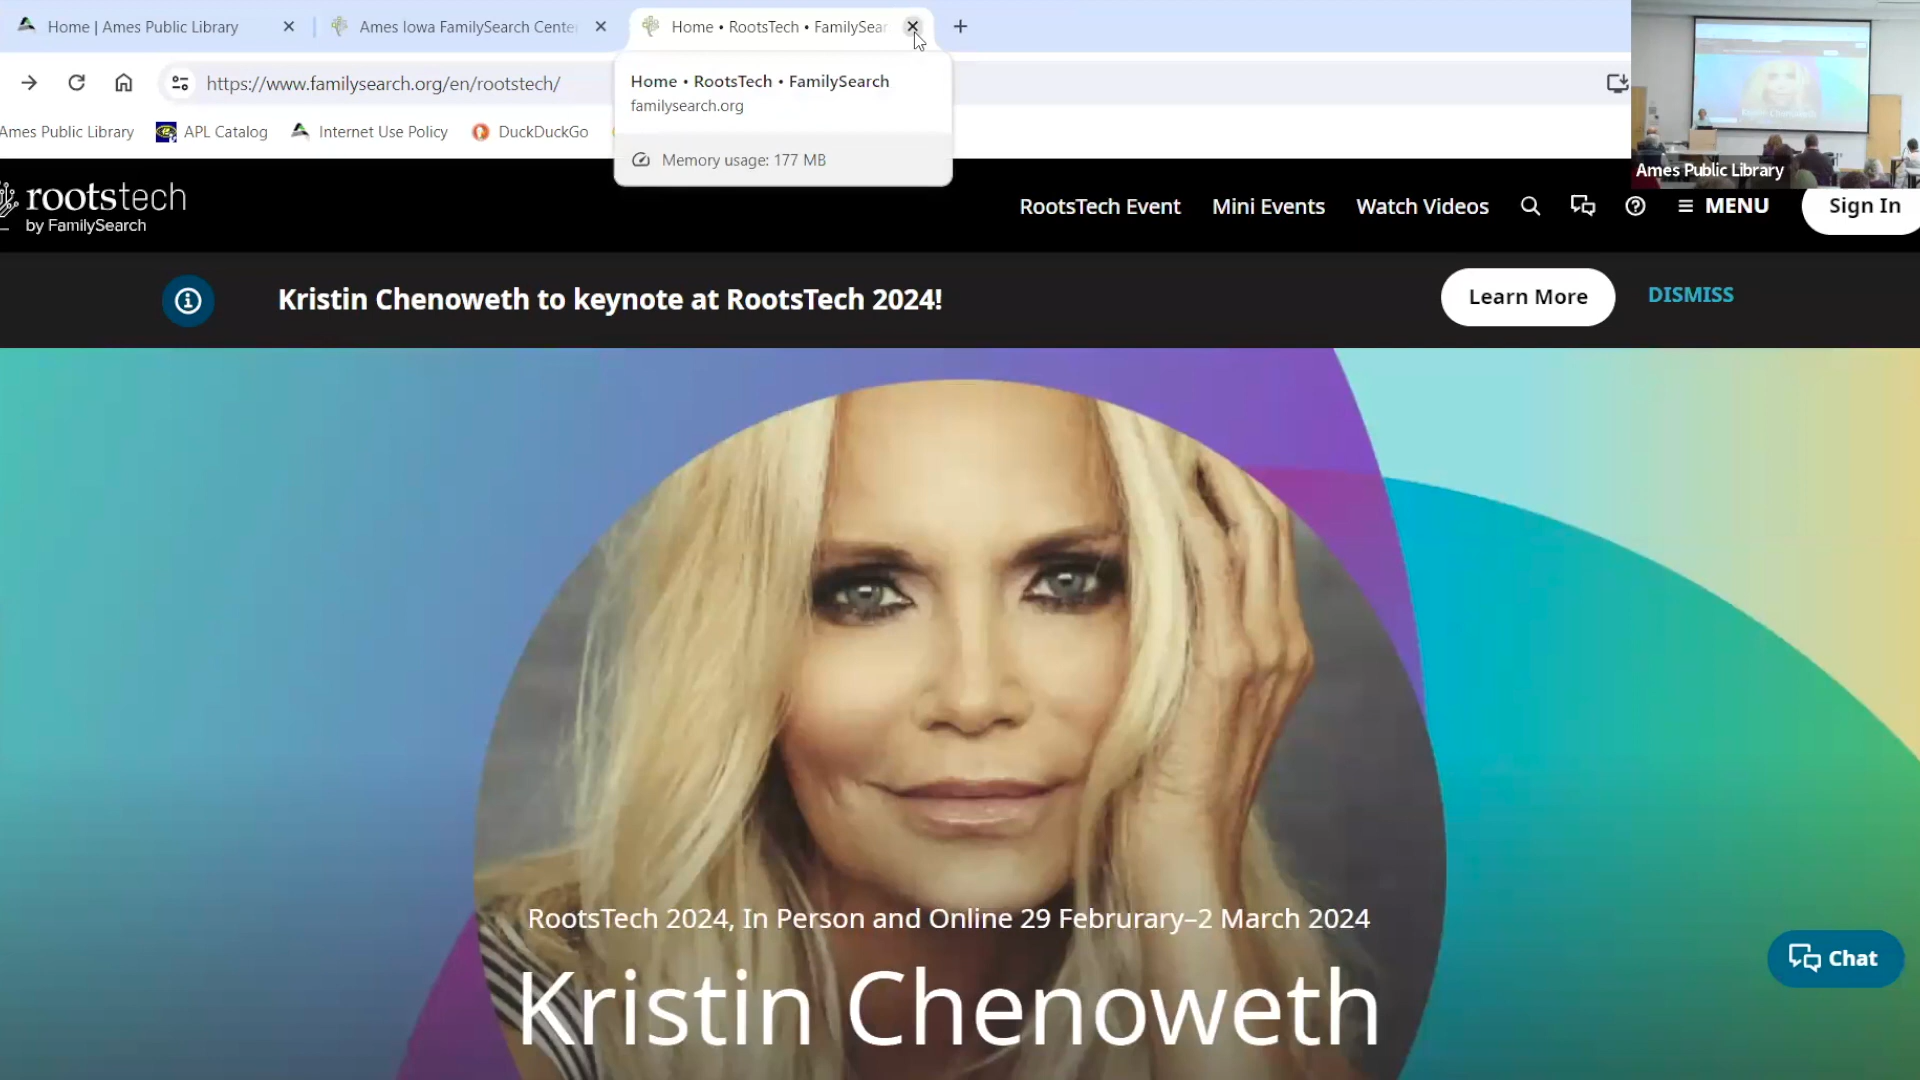 Home | Ames Public Library
Ames Iowa FamilySearch Cente
Home • RootsTech • FamilySear
https://www.familysearch.org/en/rootstech/
Home • RootsTech • FamilySearch
familysearch.org
Memory usage: 177 MB
Ames Public Library
APL Catalog
Internet Use Policy
DuckDuckGo
Ames Public Library
rootstech
by FamilySearch
RootsTech Event
Mini Events
Watch Videos
MENU
Sign In
Kristin Chenoweth to keynote at RootsTech 2024!
Learn More
DISMISS
RootsTech 2024, In Person and Online 29 Februrary–2 March 2024
Kristin Chenoweth
Chat